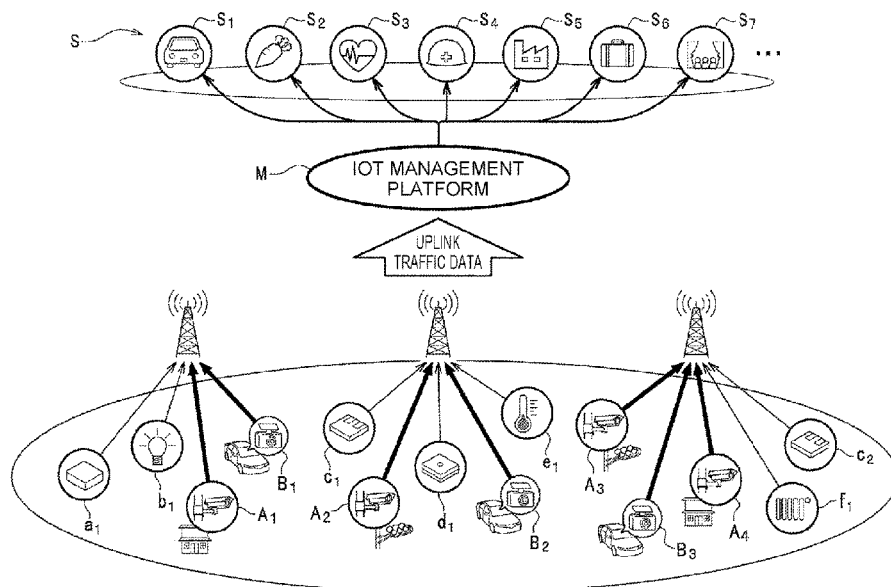 S S1 S2 S3 S4 S5 S6 S7 ...
M IOT MANAGEMENT
PLATFORM
UPLINK
TRAFFIC DATA
a1 b1 A1 B1
c1 A2 d1 B2 e1
A3 B3 A4 c2 f1